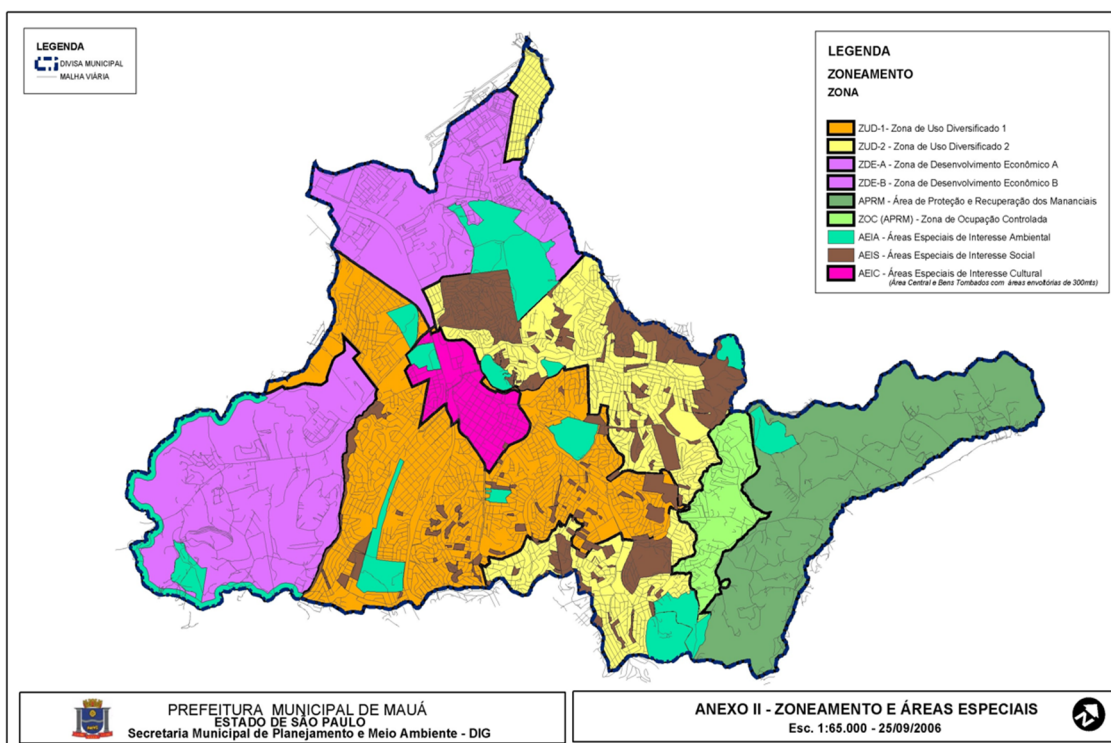 LEGENDA
DIVISA MUNICIPAL
MALHA VIÁRIA
LEGENDA
ZONEAMENTO
ZONA
ZUD-1- Zona de Uso Diversificado 1
ZUD-2 - Zona de Uso Diversificado 2
ZDE-A - Zona de Desenvolvimento Econômico A
ZDE-B - Zona de Desenvolvimento Econômico B
APRM - Área de Proteção e Recuperação dos Mananciais
ZOC (APRM) - Zona de Ocupação Controlada
AEIA - Áreas Especiais de Interesse Ambiental
AEIS - Áreas Especiais de Interesse Social
AEIC - Áreas Especiais de Interesse Cultural
(Área Central e Bens Tombados com áreas envoltórias de 300mts)
PREFEITURA MUNICIPAL DE MAUÁ
ESTADO DE SÃO PAULO
Secretaria Municipal de Planejamento e Meio Ambiente - DIG
ANEXO II - ZONEAMENTO E ÁREAS ESPECIAIS
Esc. 1:65.000 - 25/09/2006